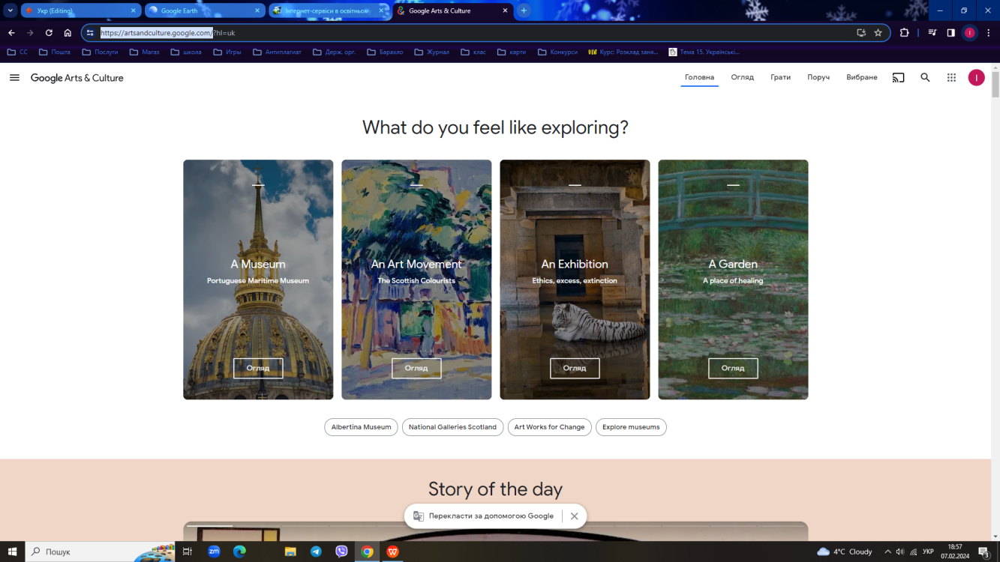 Укр (Editing)
Google Earth
Інтернет-сервіси в освітньому
Google Arts & Culture
https://artsandculture.google.com/?hl=uk
СС
Пошта
Послуги
Магаз
школа
Игры
Антиплагиат
Держ. орг.
Барахло
Журнал
клас
карти
Конкурси
VLE Курс: Розклад заня...
Тема 15. Українські...
Google Arts & Culture
Головна
Огляд
Грати
Поруч
Вибране
I
What do you feel like exploring?
A Museum
Portuguese Maritime Museum
Огляд
An Art Movement
The Scottish Colourists
Огляд
An Exhibition
Ethics, excess, extinction
Огляд
A Garden
A place of healing
Огляд
Albertina Museum
National Galleries Scotland
Art Works for Change
Explore museums
Story of the day
Перекласти за допомогою Google
Пошук
zm
W
4°C Cloudy
УКР
18:57
07.02.2024
3